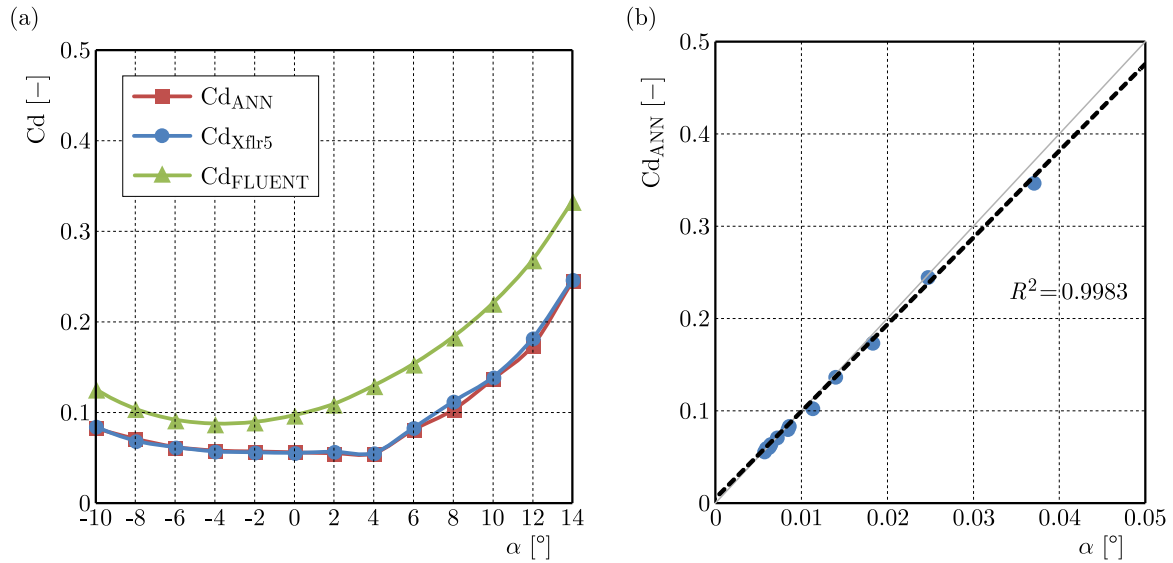 (a)
0.5
0.4
0.3
0.2
0.1
0
Cd [−]
Cd_ANN
Cd_Xflr5
Cd_FLUENT
-10 -8 -6 -4 -2 0 2 4 6 8 10 12 14
α [°]
(b)
0.5
0.4
0.3
0.2
0.1
0
Cd_ANN [−]
R²=0.9983
0 0.01 0.02 0.03 0.04 0.05
α [°]